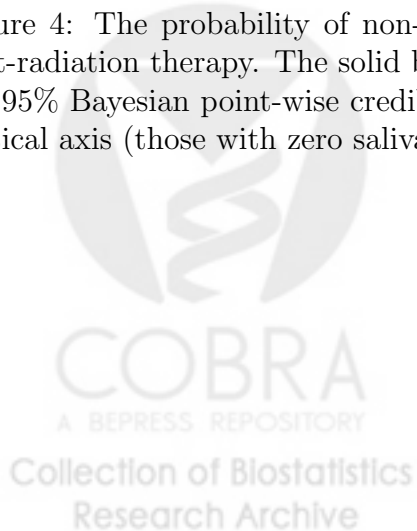 ure 4: The probability of non-
t-radiation therapy. The solid b
95% Bayesian point-wise credib
ical axis (those with zero saliva
COBRA
A BEPRESS REPOSITORY
Collection of Biostatistics
Research Archive